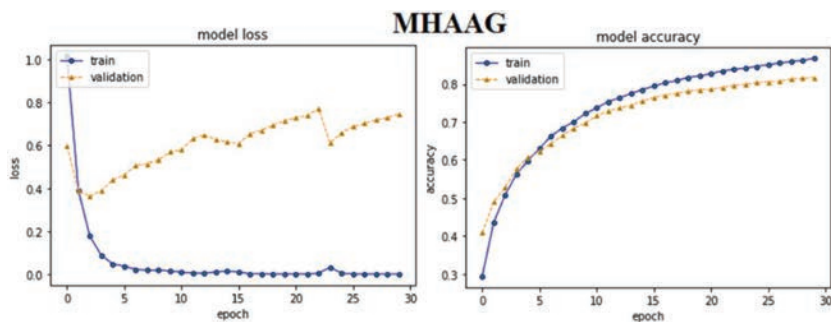 MHAAG
model loss
train
validation
loss
1.0
0.8
0.6
0.4
0.2
0.0
0 5 10 15 20 25 30
epoch
model accuracy
train
validation
accuracy
0.8
0.7
0.6
0.5
0.4
0.3
0 5 10 15 20 25 30
epoch